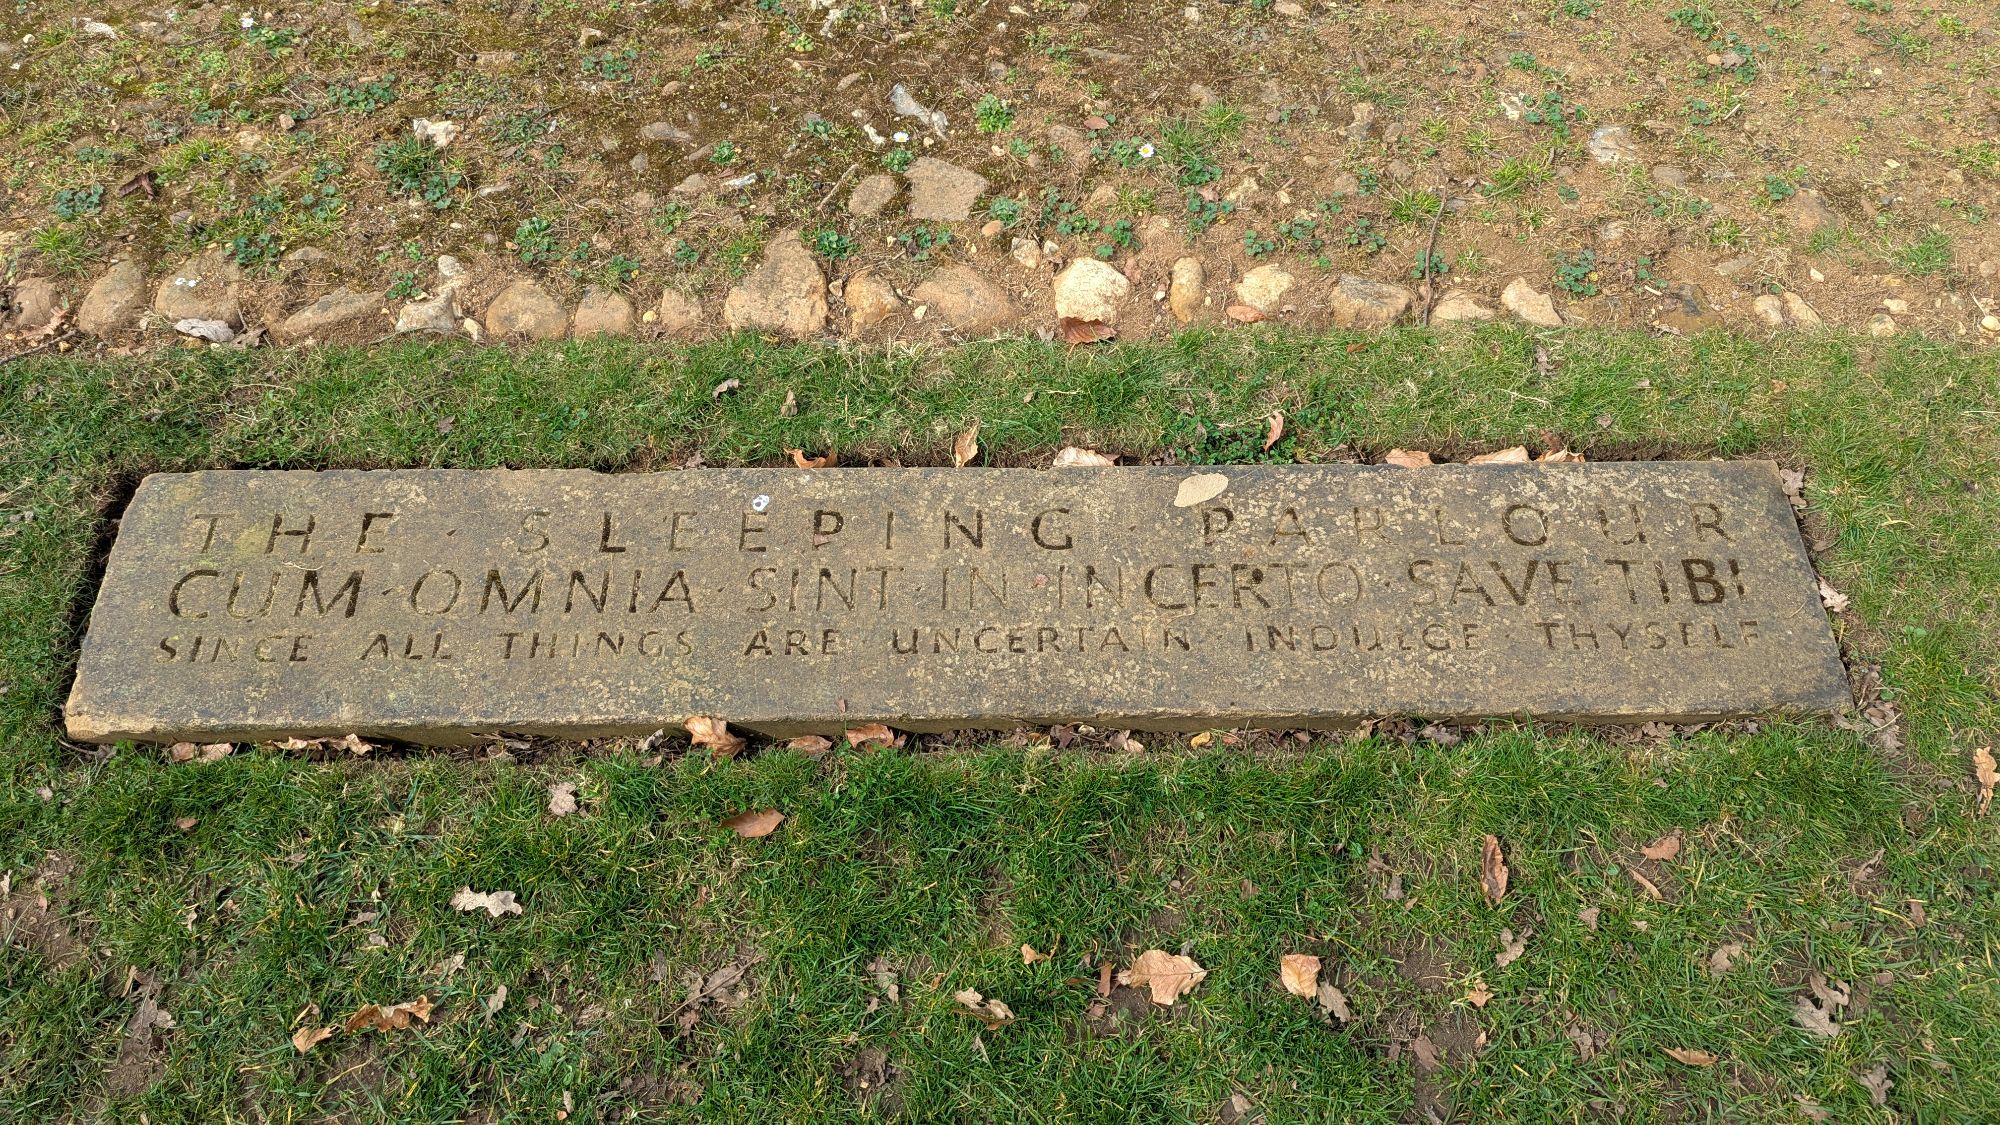 THE · SLEEPING · PARLOUR
CUM · OMNIA · SINT · IN · INCERTO · SAVE · TIBI
SINCE ALL THINGS ARE UNCERTAIN INDULGE THYSELF